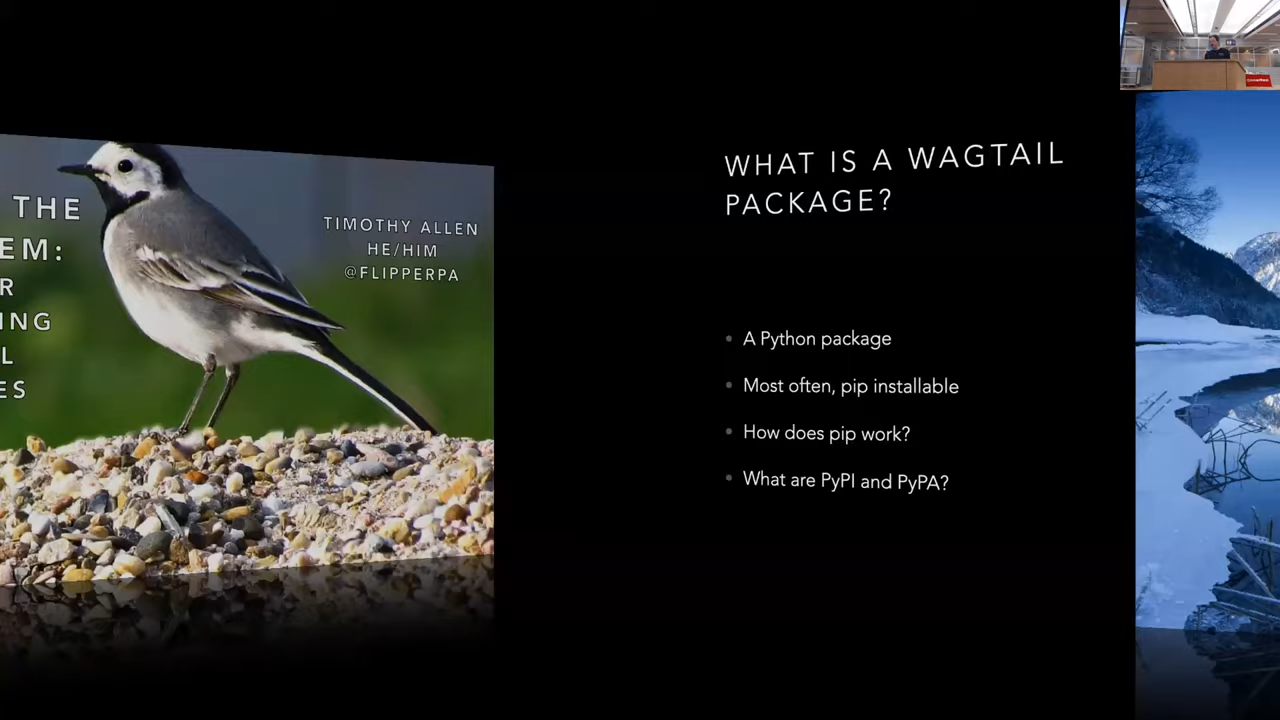 THE
EM:
R
ING
L
ES
TIMOTHY ALLEN
HE/HIM
@FLIPPERPA
WHAT IS A WAGTAIL
PACKAGE?
A Python package
Most often, pip installable
How does pip work?
What are PyPI and PyPA?